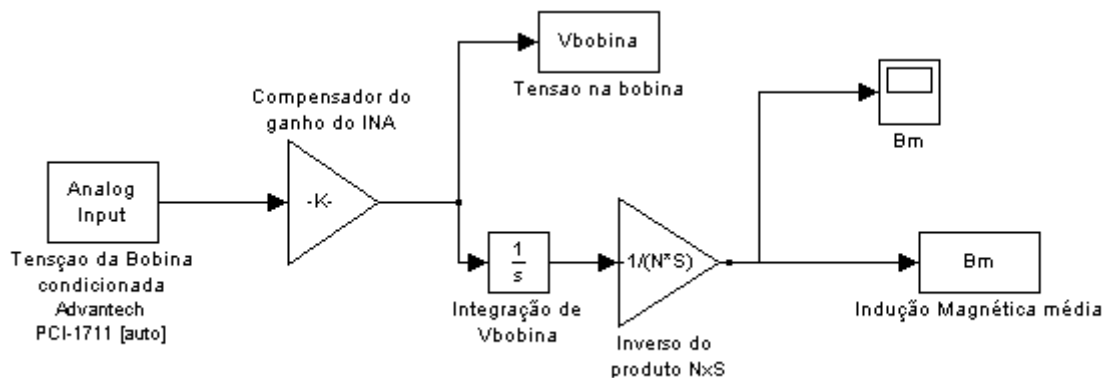 Vbobina
Tensao na bobina
Compensador do
ganho do INA
Bm
Analog
Input
-K-
Tensçao da Bobina
condicionada
Advantech
PCI-1711 [auto]
1
s
Integração de
Vbobina
1/(N*S)
Inverso do
produto NxS
Bm
Indução Magnética média